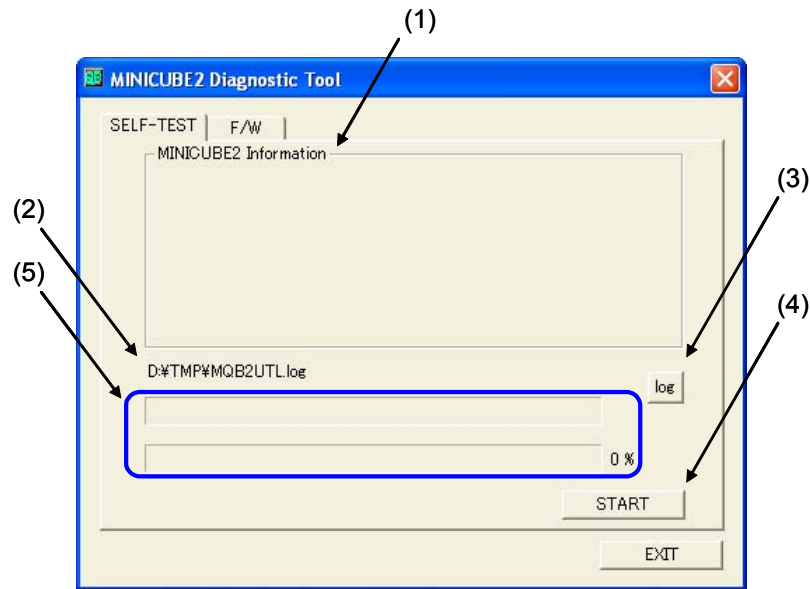 (1)
MINICUBE2 Diagnostic Tool
SELF-TEST F/W
MINICUBE2 Information
(3)
(2)
(5)
(4)
D:¥TMP¥MQB2UTL.log
log
0 %
START
EXIT